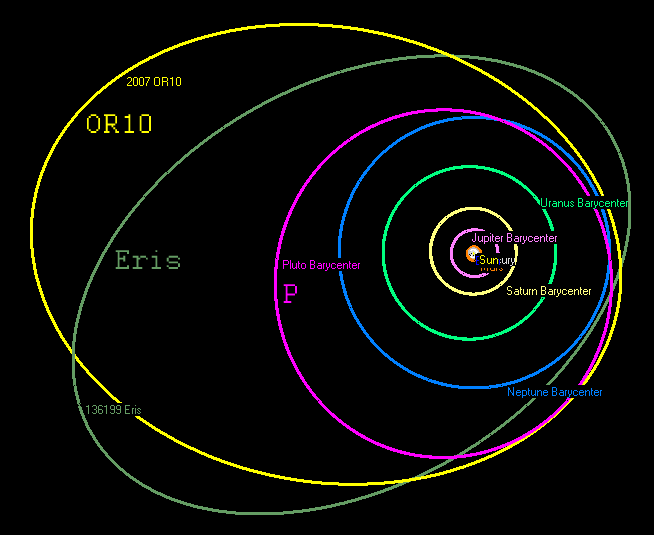 2007 OR10
OR10
Uranus Barycenter
Jupiter Barycenter
Eris
Sun
Pluto Barycenter
Saturn Barycenter
P
Neptune Barycenter
136199 Eris